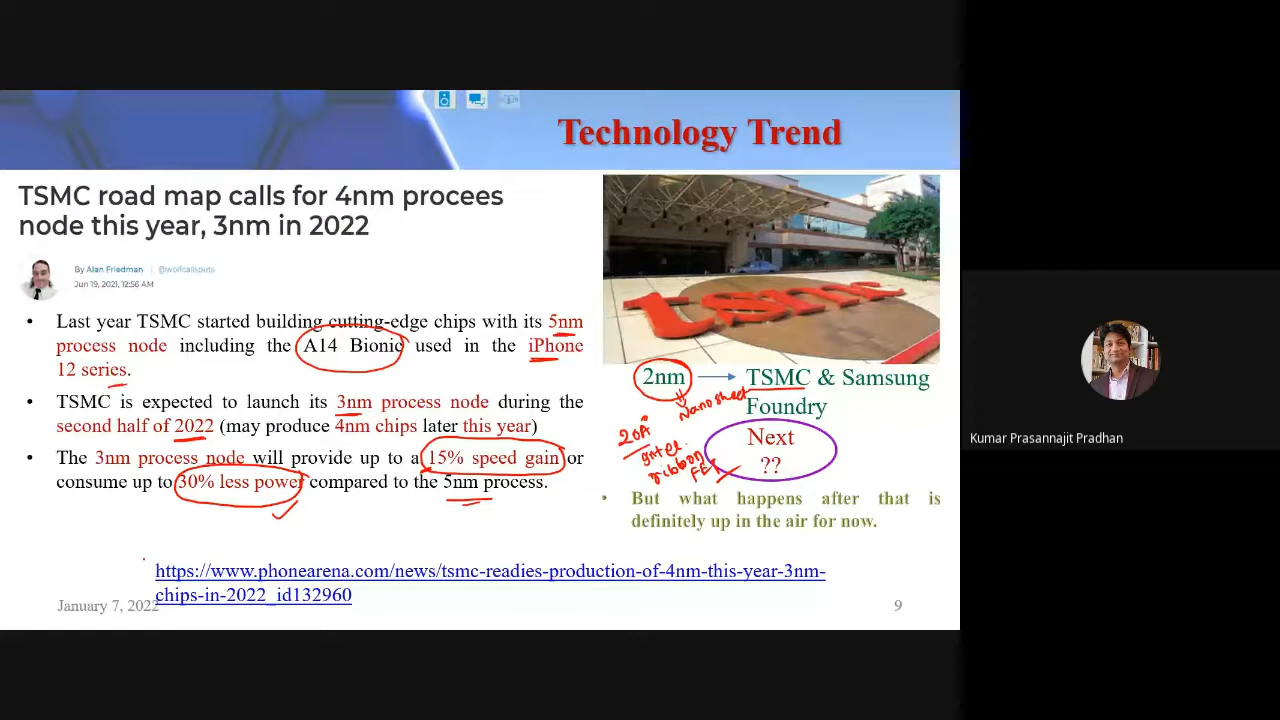 Technology Trend
TSMC road map calls for 4nm procees
node this year, 3nm in 2022
By Alan Friedman | @wolfcallsputs
Jun 19, 2021, 12:56 AM
• Last year TSMC started building cutting-edge chips with its 5nm
process node including the A14 Bionic used in the iPhone
12 series.
• TSMC is expected to launch its 3nm process node during the
second half of 2022 (may produce 4nm chips later this year)
• The 3nm process node will provide up to a 15% speed gain or
consume up to 30% less power compared to the 5nm process.
tsmc
2nm → TSMC & Samsung
Foundry
Nanosheet
20A°
intel
ribbon
FET
Next
??
• But what happens after that is
definitely up in the air for now.
https://www.phonearena.com/news/tsmc-readies-production-of-4nm-this-year-3nm-
chips-in-2022_id132960
January 7, 2022
9
Kumar Prasannajit Pradhan